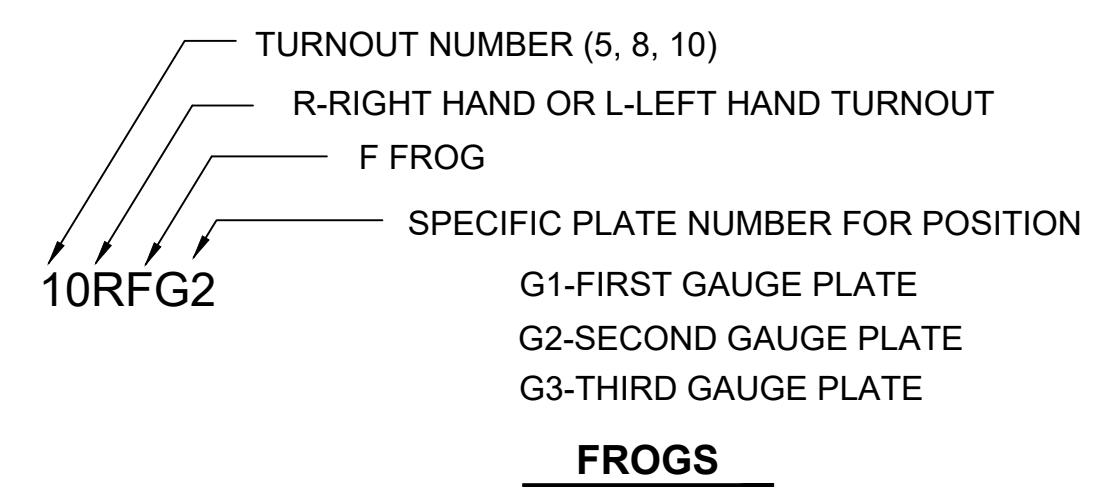 TURNOUT NUMBER (5, 8, 10)
R-RIGHT HAND OR L-LEFT HAND TURNOUT
F FROG
SPECIFIC PLATE NUMBER FOR POSITION
10RFG2
G1-FIRST GAUGE PLATE
G2-SECOND GAUGE PLATE
G3-THIRD GAUGE PLATE
FROGS